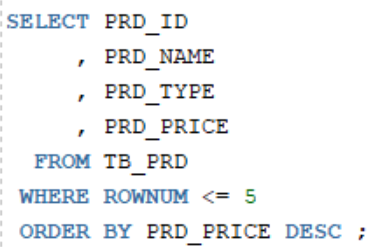 SELECT PRD_ID
, PRD_NAME
, PRD_TYPE
, PRD_PRICE
FROM TB_PRD
WHERE ROWNUM <= 5
ORDER BY PRD_PRICE DESC ;